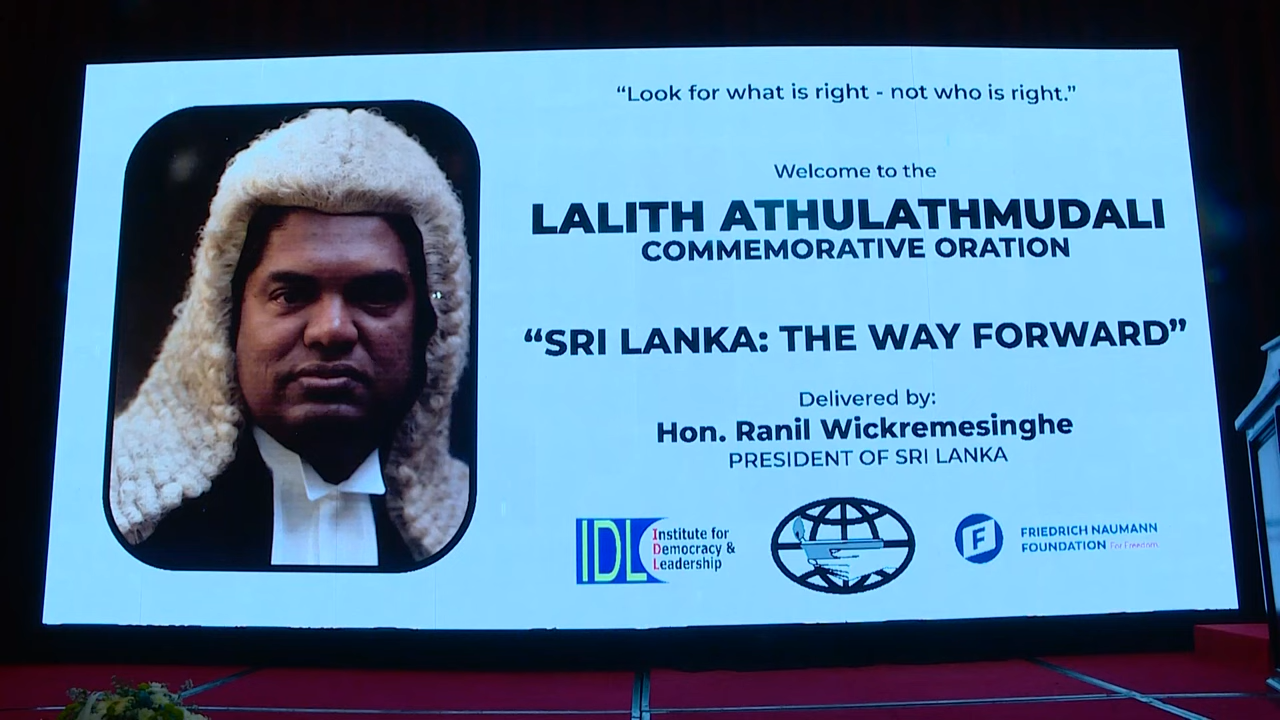 “Look for what is right - not who is right.”
Welcome to the
LALITH ATHULATHMUDALI
COMMEMORATIVE ORATION
“SRI LANKA: THE WAY FORWARD”
Delivered by:
Hon. Ranil Wickremesinghe
PRESIDENT OF SRI LANKA
IDL
Institute for
Democracy &
Leadership
F
FRIEDRICH NAUMANN
FOUNDATION For Freedom.